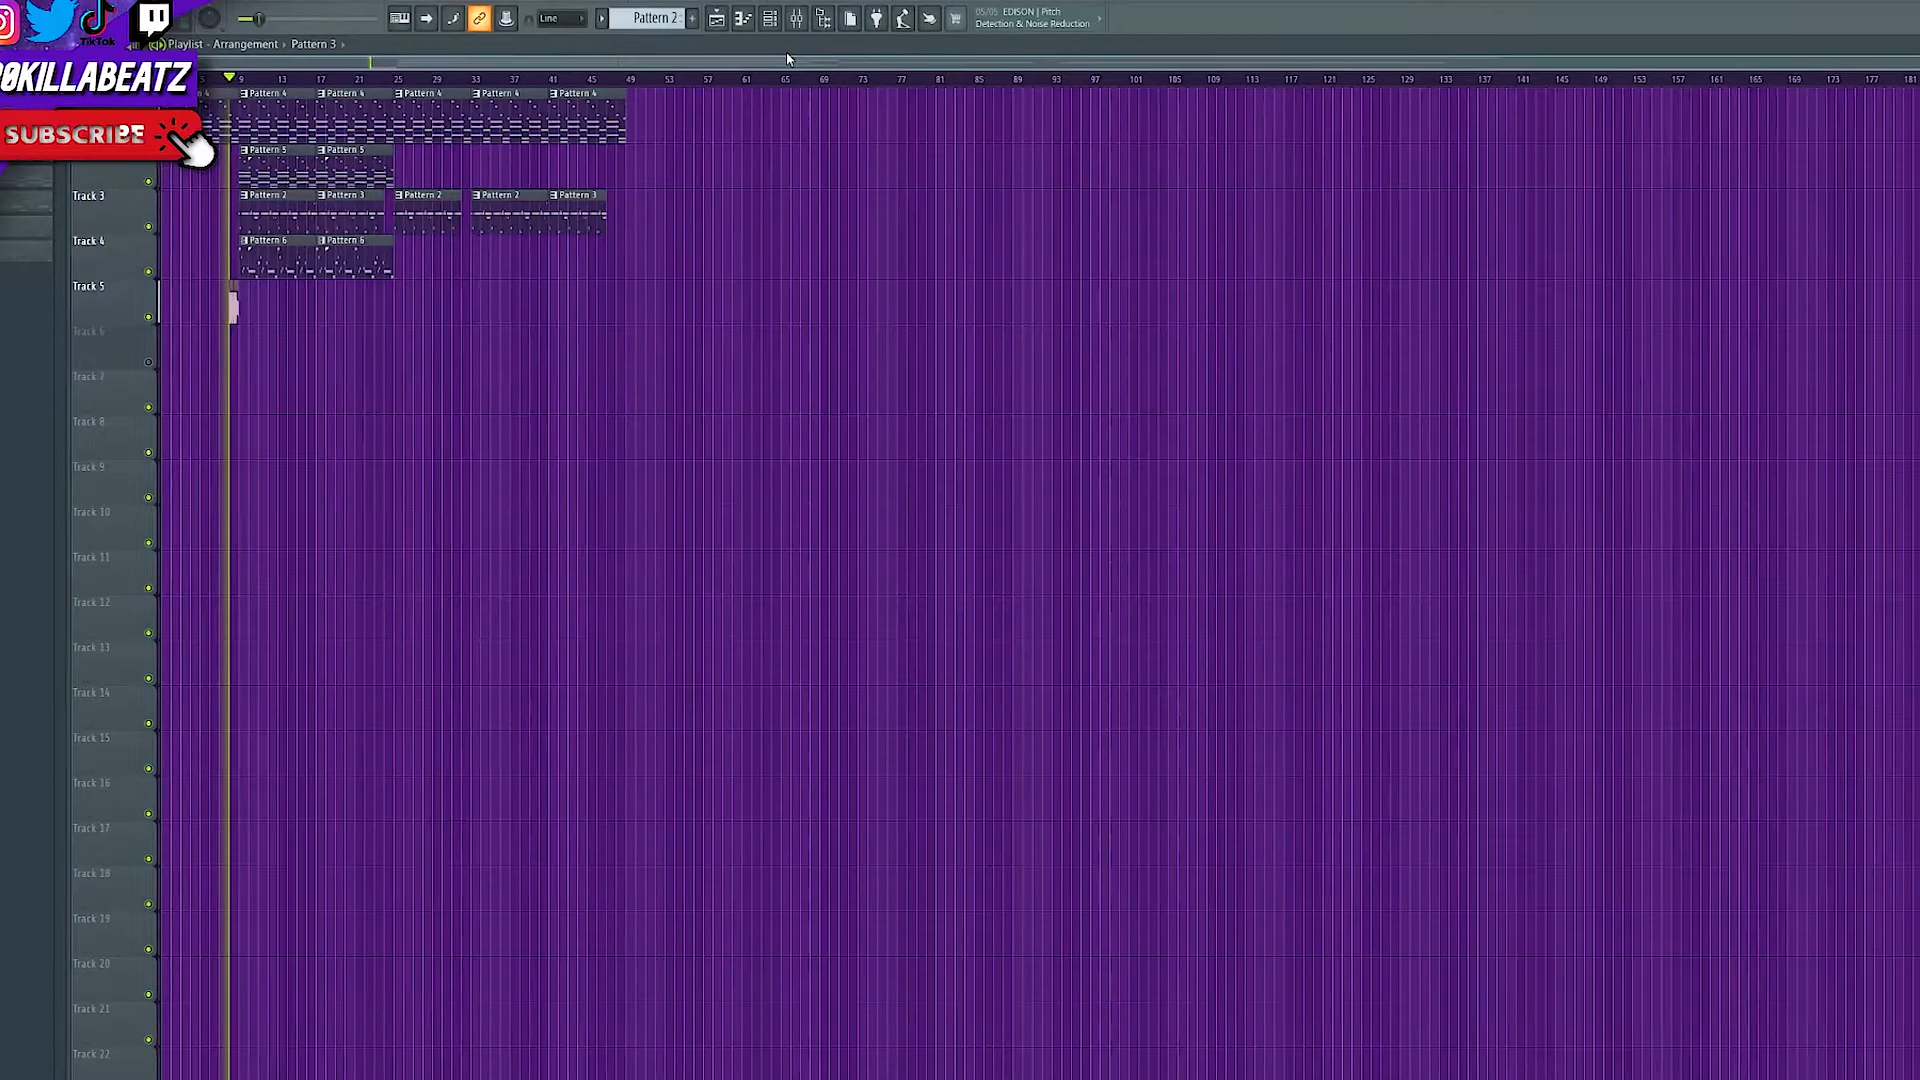 Line
Pattern 2
05/05 EDISON | Pitch
Detection & Noise Reduction
TikTok
Playlist - Arrangement › Pattern 3 ›
0KILLABEATZ
9 13 17 21 25 29 33 37 41 45 49 53 57 61 65 69 73 77 81 85 89 93 97 101 105 109 113 117 121 125 129 133 137 141 145 149 153 157 161 165 169 173 177 181
Pattern 4 Pattern 4 Pattern 4 Pattern 4 Pattern 4
SUBSCRIBE
Pattern 5 Pattern 5
Track 3
Pattern 2 Pattern 3 Pattern 2 Pattern 2 Pattern 3
Track 4
Pattern 6 Pattern 6
Track 5
Track 6
Track 7
Track 8
Track 9
Track 10
Track 11
Track 12
Track 13
Track 14
Track 15
Track 16
Track 17
Track 18
Track 19
Track 20
Track 21
Track 22